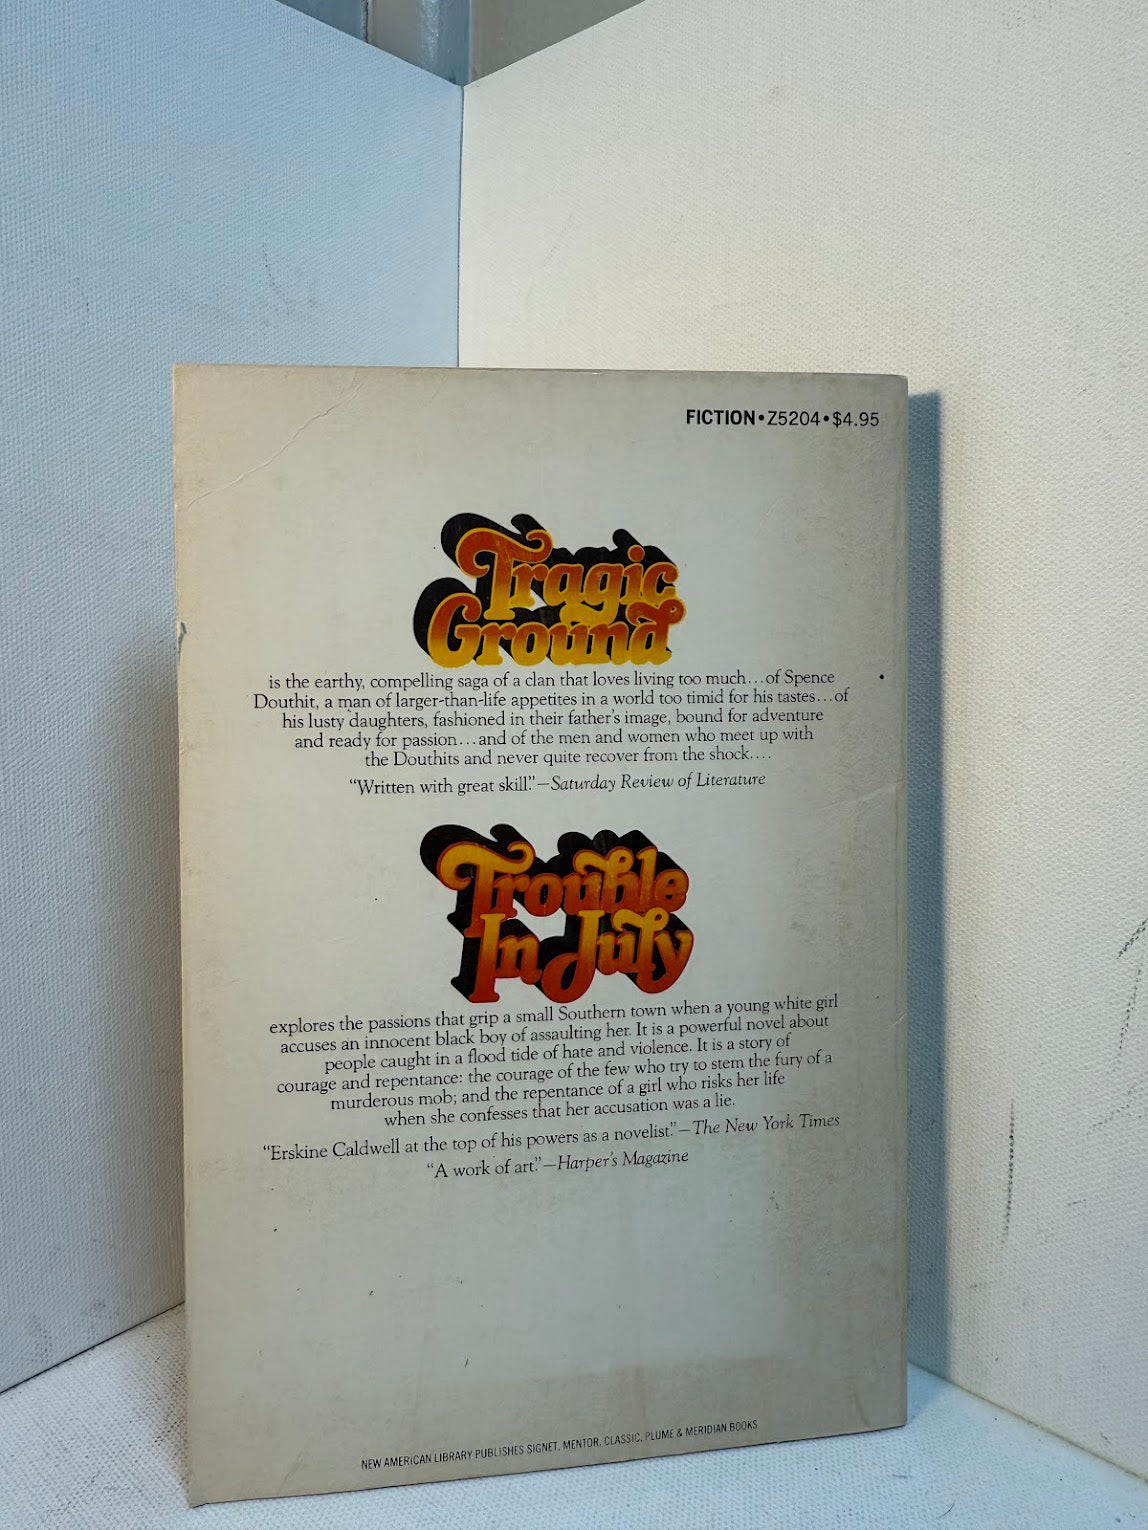 FICTION•Z5204•$4.95
Tragic
Ground
is the earthy, compelling saga of a clan that loves living too much...of Spence
Douthit, a man of larger-than-life appetites in a world too timid for his tastes...of
his lusty daughters, fashioned in their father's image, bound for adventure
and ready for passion...and of the men and women who meet up with
the Douthits and never quite recover from the shock....
“Written with great skill.”—Saturday Review of Literature
Trouble
In July
explores the passions that grip a small Southern town when a young white girl
accuses an innocent black boy of assaulting her. It is a powerful novel about
people caught in a flood tide of hate and violence. It is a story of
courage and repentance: the courage of the few who try to stem the fury of a
murderous mob; and the repentance of a girl who risks her life
when she confesses that her accusation was a lie.
“Erskine Caldwell at the top of his powers as a novelist.”—The New York Times
“A work of art.”—Harper's Magazine
NEW AMERICAN LIBRARY PUBLISHES SIGNET, MENTOR, CLASSIC, PLUME & MERIDIAN BOOKS